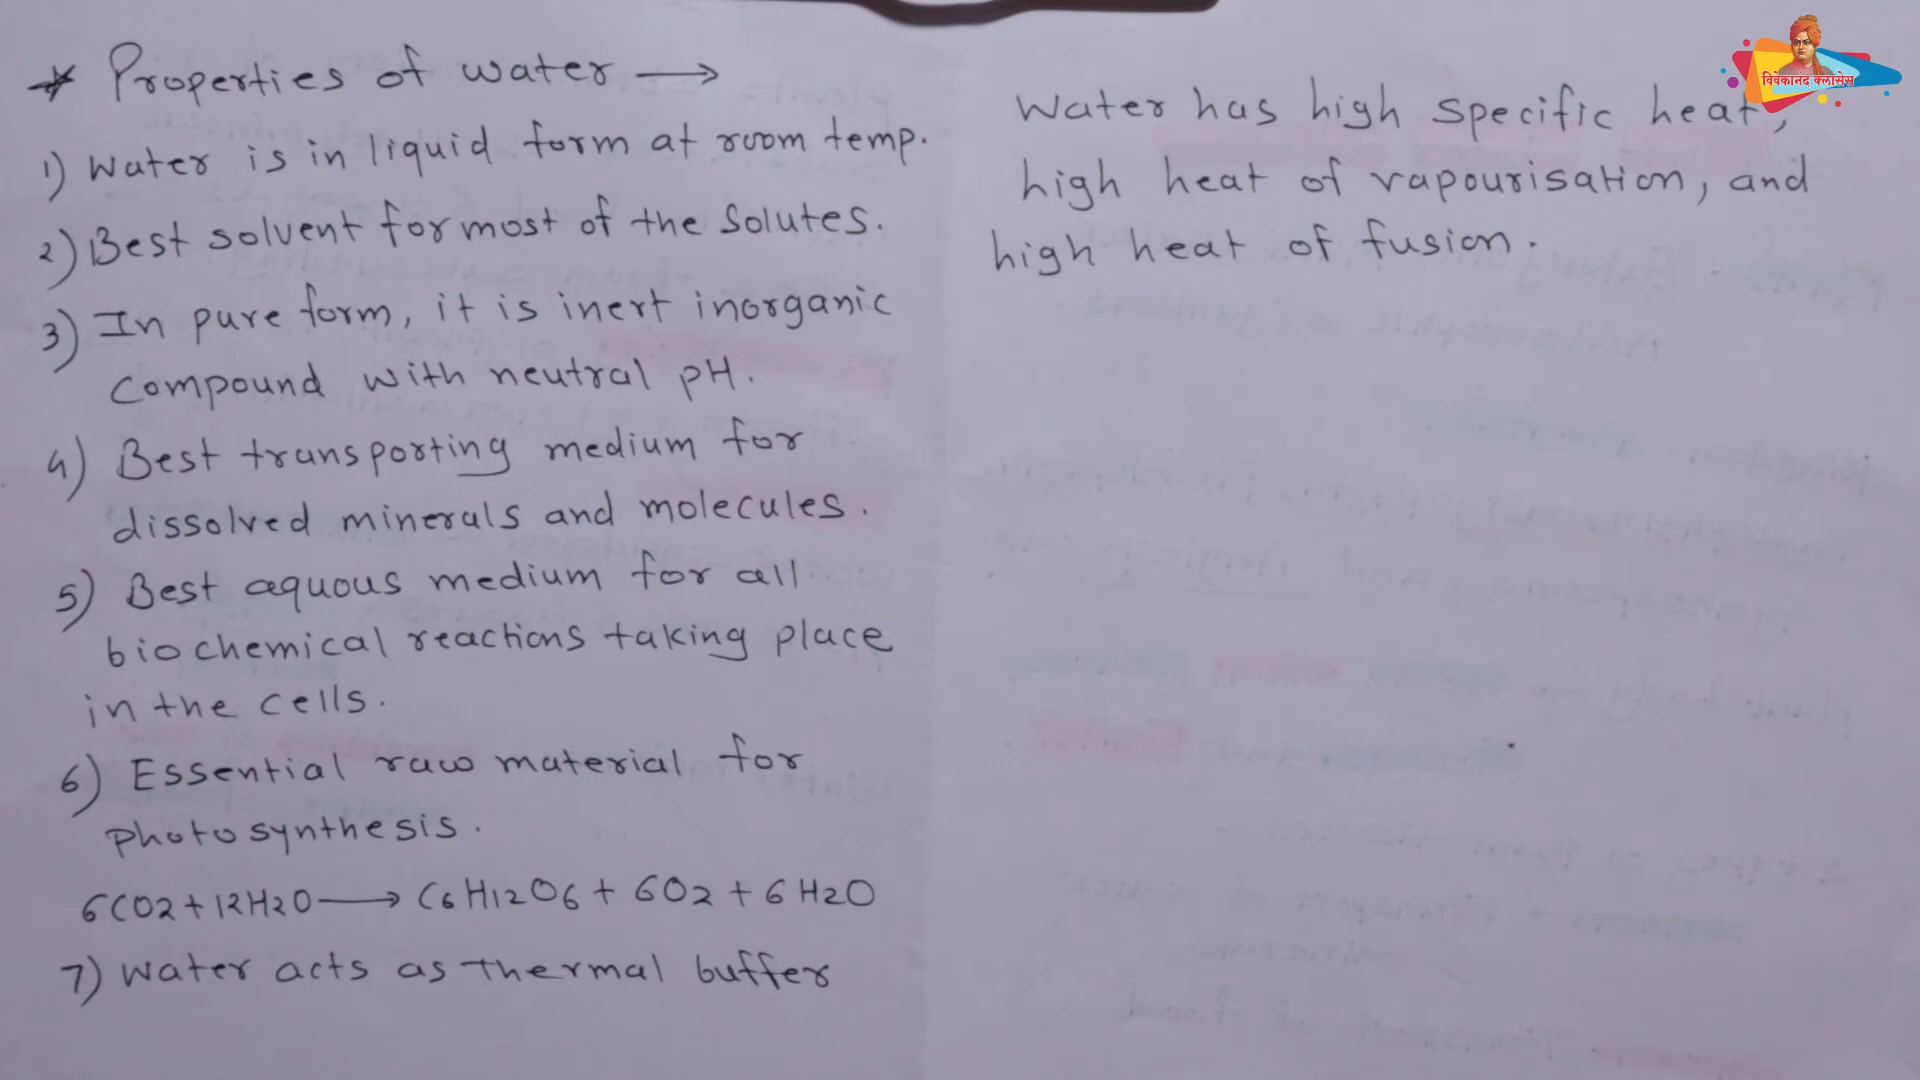 * Properties of water →
1) Water is in liquid form at room temp.
2) Best solvent for most of the solutes.
3) In pure form, it is inert inorganic
compound with neutral pH.
4) Best transporting medium for
dissolved minerals and molecules.
5) Best aquous medium for all
biochemical reactions taking place
in the cells.
6) Essential raw material for
photosynthesis.
6CO2 + 12H2O → C6H12O6 + 6O2 + 6H2O
7) Water acts as thermal buffer
Water has high specific heat,
high heat of vapourisation, and
high heat of fusion.
विवेकानंद क्लासेस